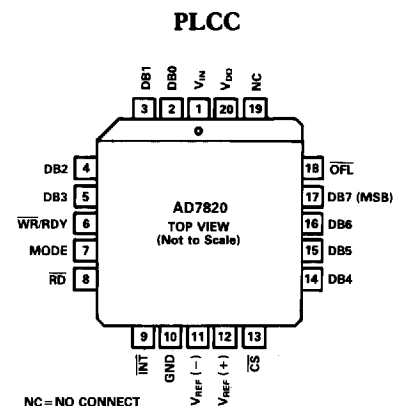 PLCC
DB1 DB0 VIN VDD NC
3 2 1 20 19
DB2 4
DB3 5
WR/RDY 6
MODE 7
RD 8
AD7820
TOP VIEW
(Not to Scale)
18 OFL
17 DB7 (MSB)
16 DB6
15 DB5
14 DB4
9 10 11 12 13
INT GND VREF (−) VREF (+) CS
NC=NO CONNECT